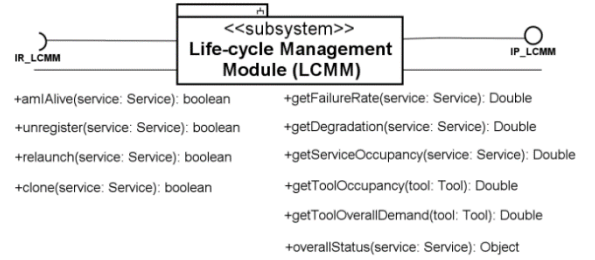 <<subsystem>>
Life-cycle Management
Module (LCMM)
IR_LCMM
IP_LCMM
+amIAlive(service: Service): boolean
+unregister(service: Service): boolean
+relaunch(service: Service): boolean
+clone(service: Service): boolean
+getFailureRate(service: Service): Double
+getDegradation(service: Service): Double
+getServiceOccupancy(service: Service): Double
+getToolOccupancy(tool: Tool): Double
+getToolOverallDemand(tool: Tool): Double
+overallStatus(service: Service): Object